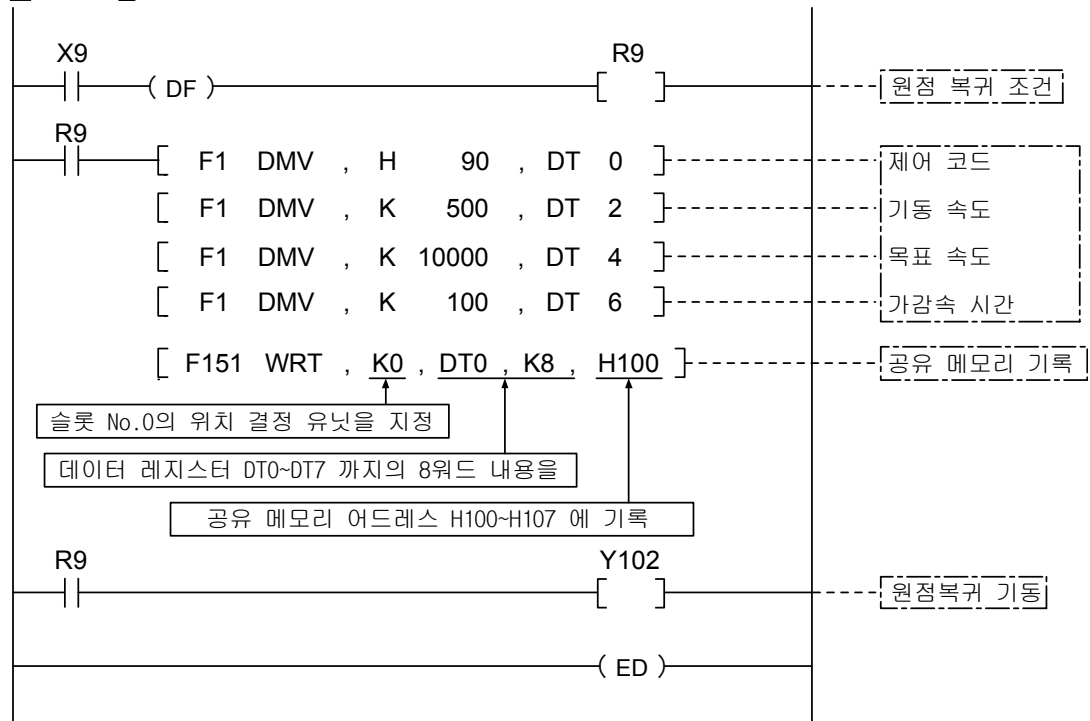 X9 R9
( DF ) [ ] 원점 복귀 조건
R9
[ F1 DMV , H 90 , DT 0 ] 제어 코드
[ F1 DMV , K 500 , DT 2 ] 기동 속도
[ F1 DMV , K 10000 , DT 4 ] 목표 속도
[ F1 DMV , K 100 , DT 6 ] 가감속 시간
[ F151 WRT , K0 , DT0 , K8 , H100 ] 공유 메모리 기록
슬롯 No.0의 위치 결정 유닛을 지정
데이터 레지스터 DT0~DT7 까지의 8워드 내용을
공유 메모리 어드레스 H100~H107 에 기록
R9 Y102
[ ] 원점복귀 기동
( ED )